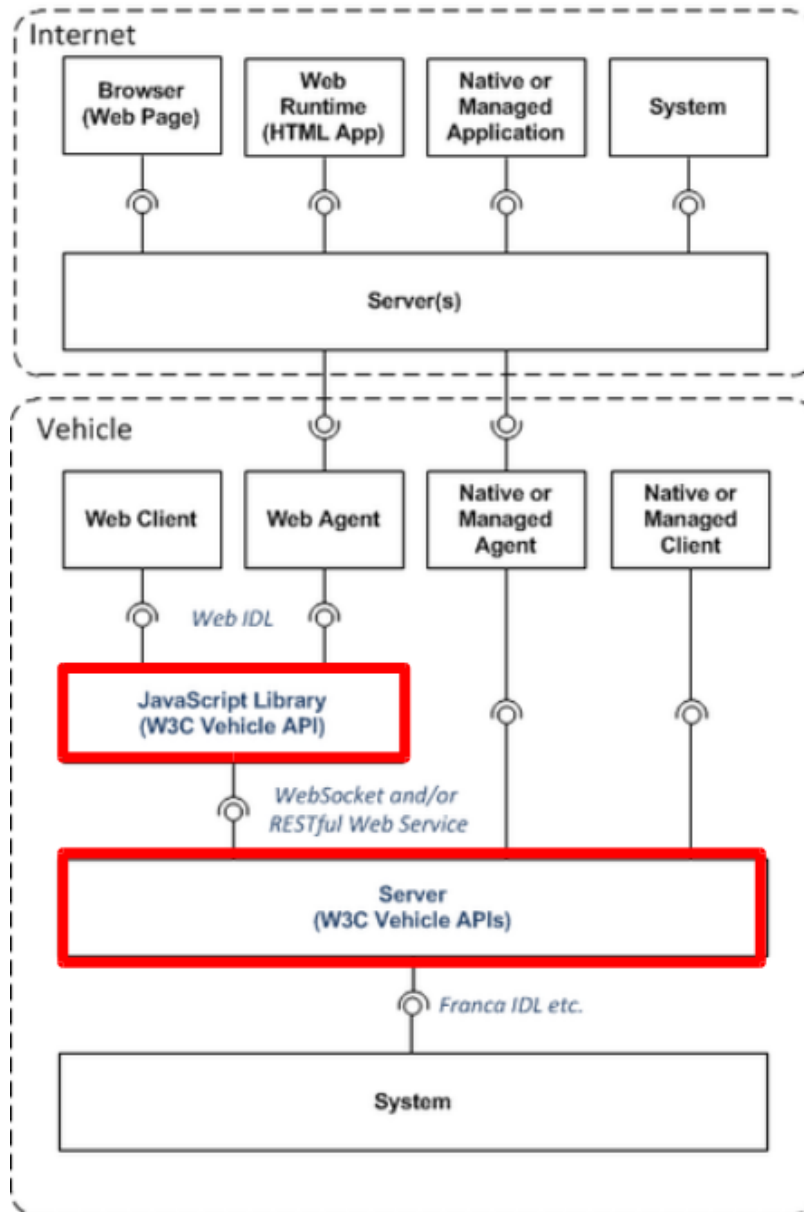 Internet
Browser
(Web Page)
Web
Runtime
(HTML App)
Native or
Managed
Application
System
Server(s)
Vehicle
Web Client
Web Agent
Native or
Managed
Agent
Native or
Managed
Client
Web IDL
JavaScript Library
(W3C Vehicle API)
WebSocket and/or
RESTful Web Service
Server
(W3C Vehicle APIs)
Franca IDL etc.
System